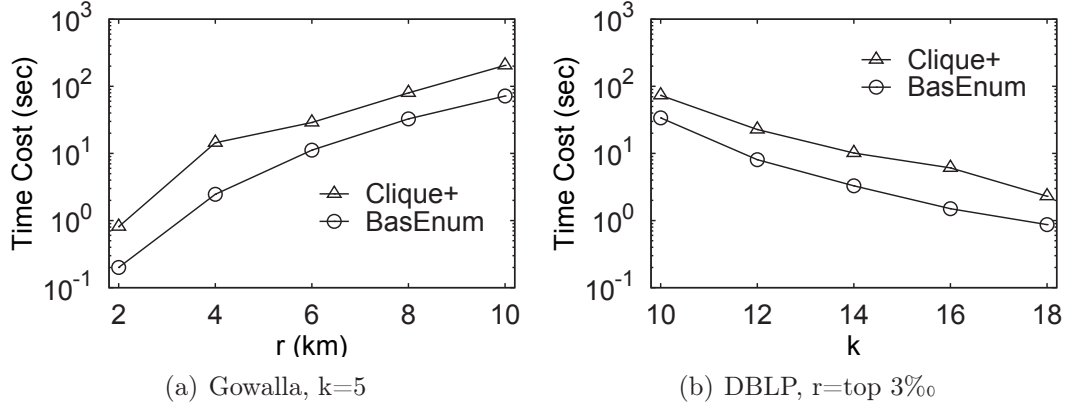 10^3
10^2
10^1
10^0
10^-1
Time Cost (sec)
Clique+
BasEnum
2 4 6 8 10
r (km)
(a) Gowalla, k=5
10^3
10^2
10^1
10^0
10^-1
Time Cost (sec)
Clique+
BasEnum
10 12 14 16 18
k
(b) DBLP, r=top 3‰